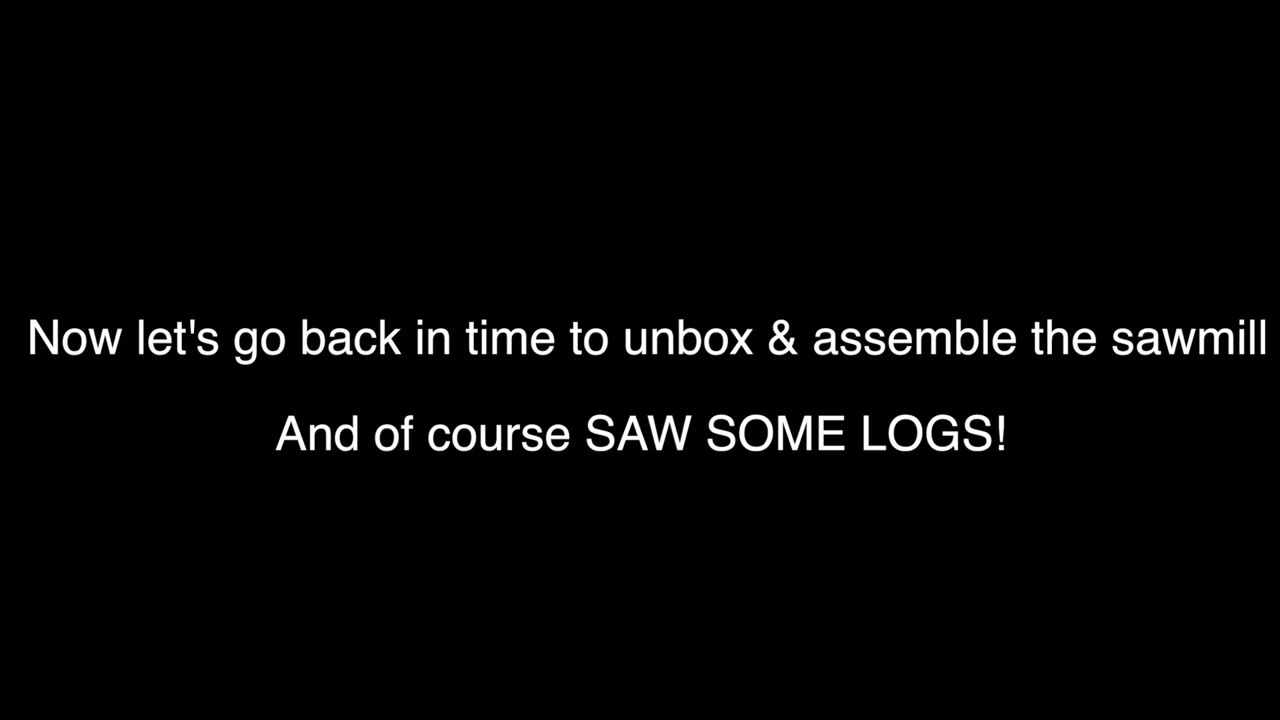 Now let's go back in time to unbox & assemble the sawmill
And of course SAW SOME LOGS!